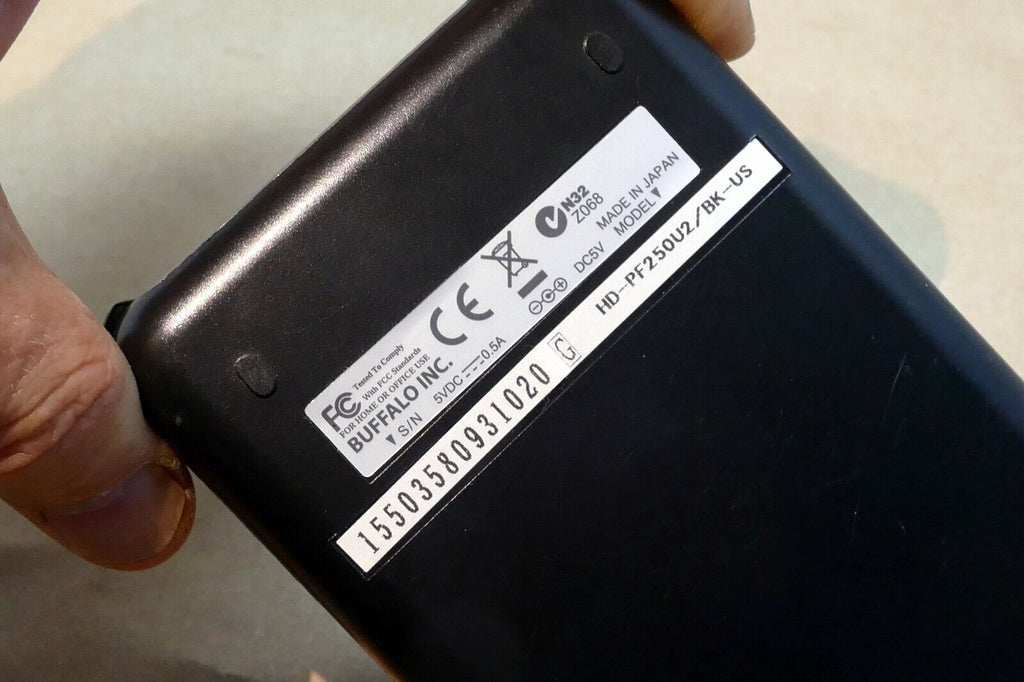 FC Tested To Comply
With FCC Standards
FOR HOME OR OFFICE USE
CE
N32
Z068
BUFFALO INC.
MADE IN JAPAN
▼ S/N 5VDC 0.5A DC5V MODEL ▼
15503580931020 G HD-PF250U2/BK-US